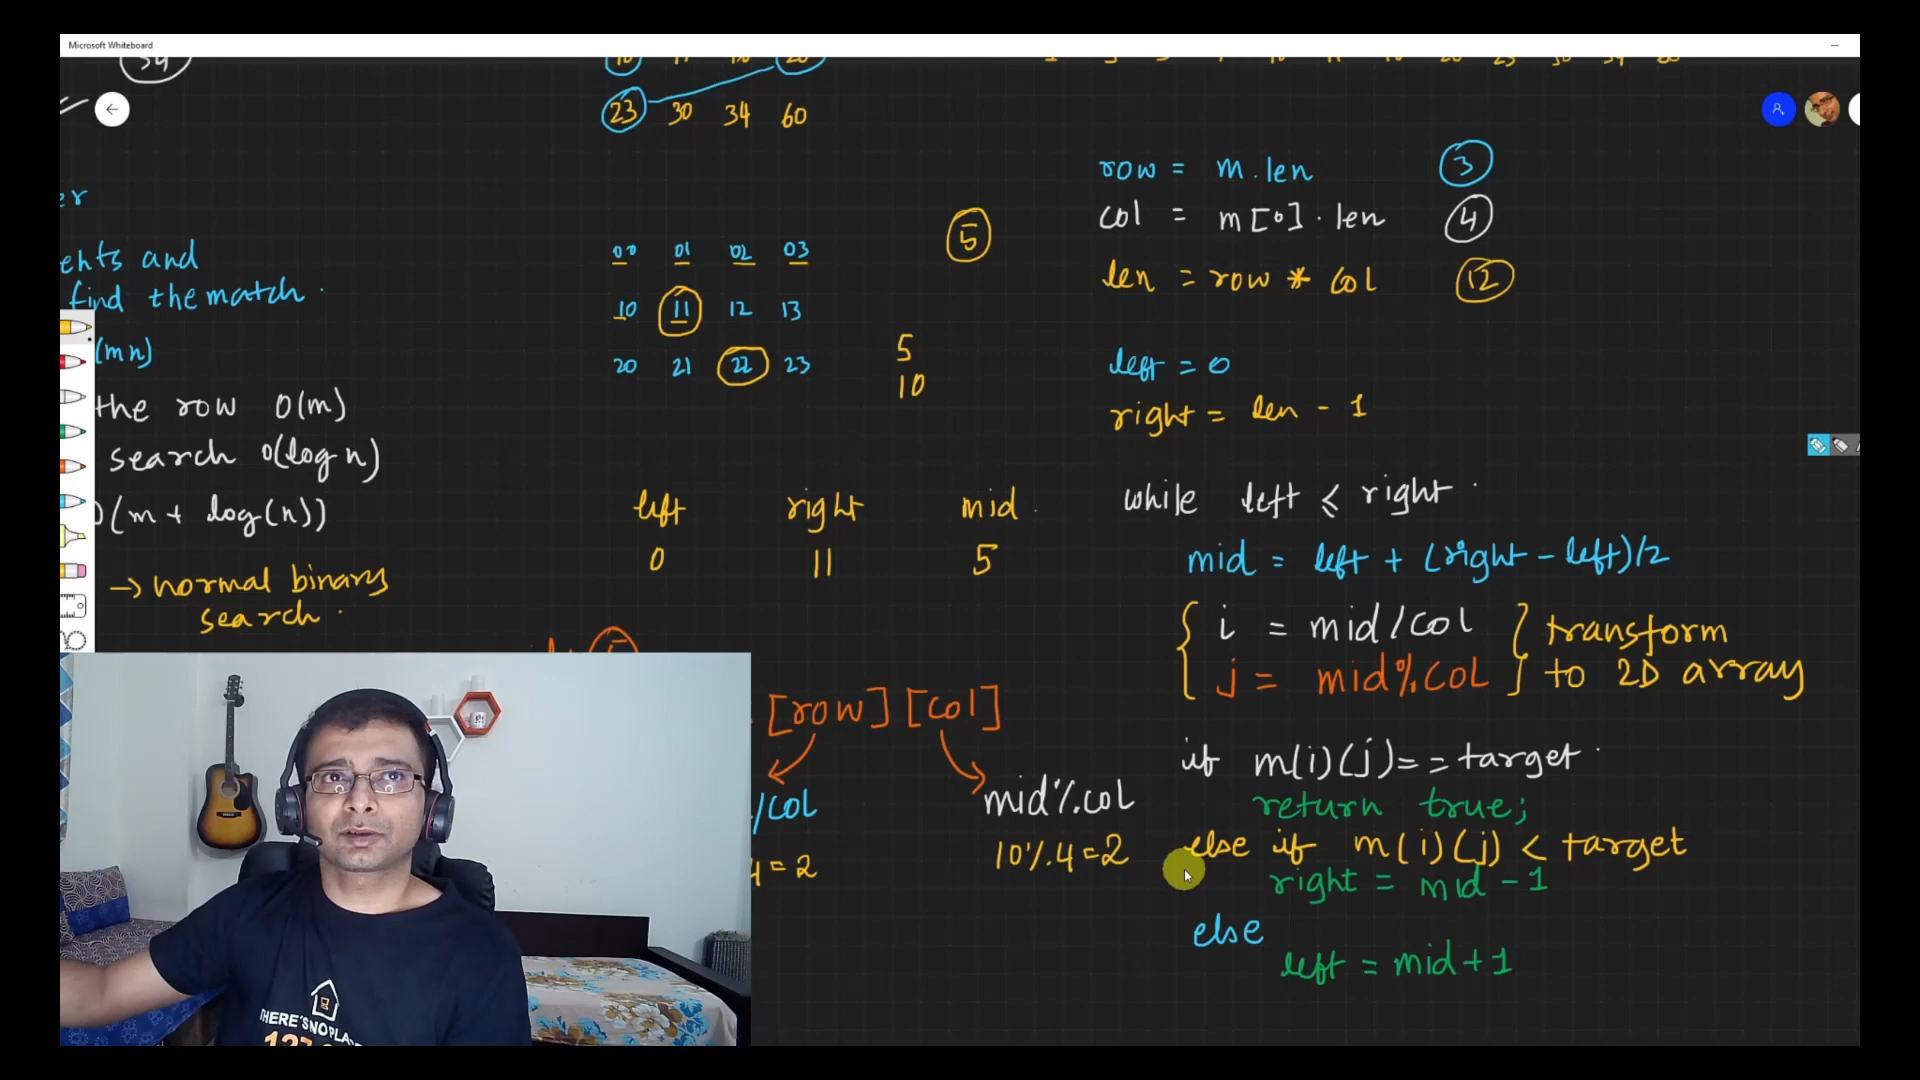 Microsoft Whiteboard
34
23 30 34 60
er
ents and
find the match.
(mn)
the row O(m)
search O(log n)
O(m + log(n))
→ normal binary
search.
00 01 02 03
10 11 12 13
20 21 22 23
5
5
10
left right mid
0 11 5
[row] [col]
/col mid%col
4=2 10%4=2
row = m.len 3
col = m[0].len 4
len = row * col 12
left = 0
right = len - 1
while left ≤ right
mid = left + (right - left)/2
{ i = mid/col } transform
{ j = mid%col } to 2D array
if m(i)(j)==target
return true;
else if m(i)(j) < target
right = mid-1
else
left = mid+1
THERE'S NO PLA
127.